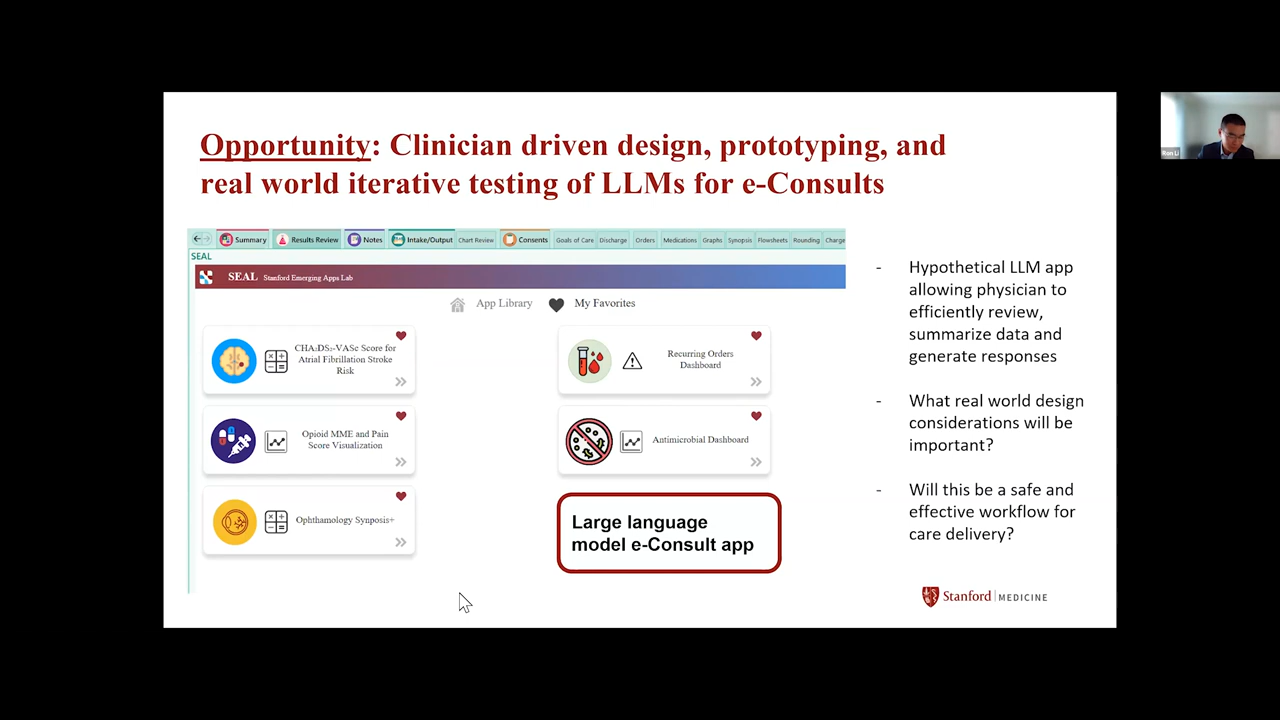 Opportunity: Clinician driven design, prototyping, and
real world iterative testing of LLMs for e-Consults
Summary
Results Review
Notes
Intake/Output
Chart Review
Consents
Goals of Care
Discharge
Orders
Medications
Graphs
Synopsis
Flowsheets
Rounding
Charge
SEAL
SEAL Stanford Emerging Apps Lab
App Library
My Favorites
CHA₂DS₂-VASc Score for
Atrial Fibrillation Stroke
Risk
Recurring Orders
Dashboard
Opioid MME and Pain
Score Visualization
Antimicrobial Dashboard
Ophthamology Synposis+
Large language
model e-Consult app
- Hypothetical LLM app
allowing physician to
efficiently review,
summarize data and
generate responses
- What real world design
considerations will be
important?
- Will this be a safe and
effective workflow for
care delivery?
Stanford MEDICINE
Ron Li